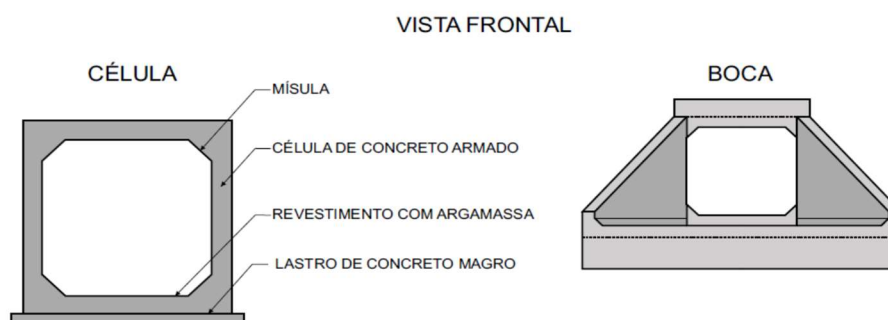 VISTA FRONTAL
CÉLULA
BOCA
MÍSULA
CÉLULA DE CONCRETO ARMADO
REVESTIMENTO COM ARGAMASSA
LASTRO DE CONCRETO MAGRO